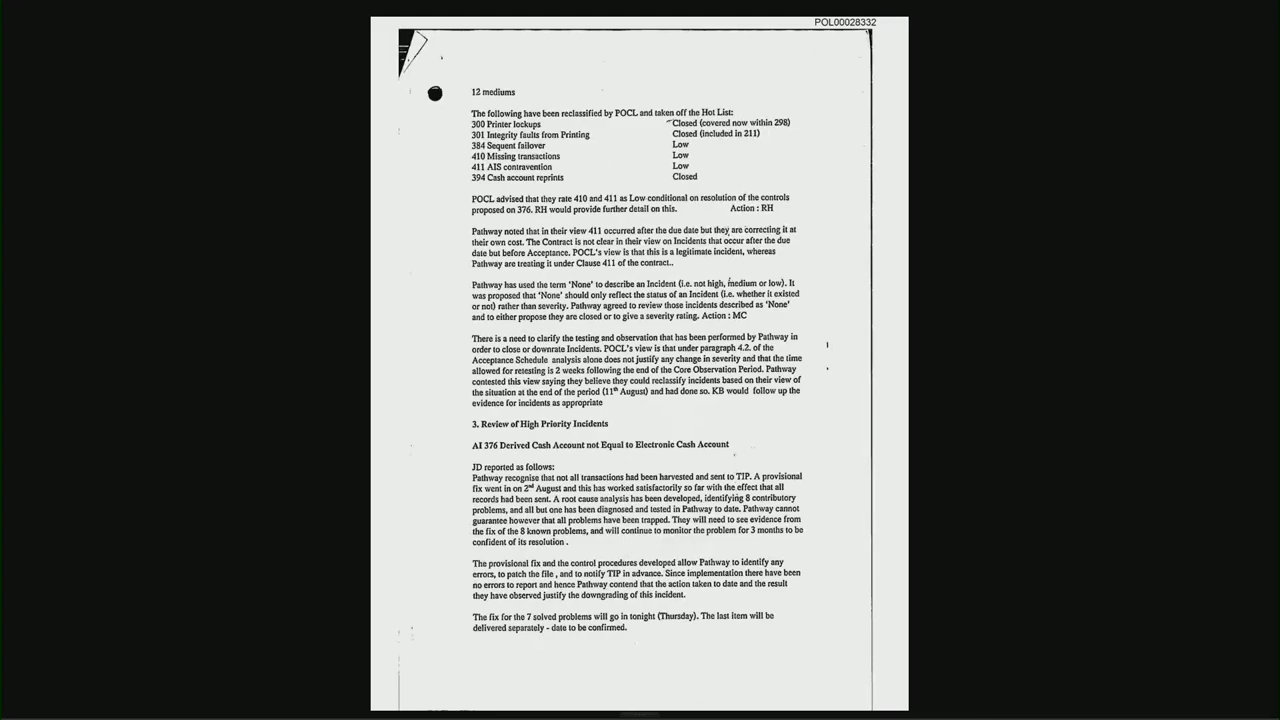 POL00028332
12 mediums
The following have been reclassified by POCL and taken off the Hot List:
300 Printer lockups Closed (covered now within 298)
301 Integrity faults from Printing Closed (included in 211)
384 Sequent failover Low
410 Missing transactions Low
411 AIS contravention Low
394 Cash account reprints Closed
POCL advised that they rate 410 and 411 as Low conditional on resolution of the controls
proposed on 376. RH would provide further detail on this. Action : RH
Pathway noted that in their view 411 occurred after the due date but they are correcting it at
their own cost. The Contract is not clear in their view on Incidents that occur after the due
date but before Acceptance. POCL's view is that this is a legitimate incident, whereas
Pathway are treating it under Clause 411 of the contract..
Pathway has used the term 'None' to describe an Incident (i.e. not high, medium or low). It
was proposed that 'None' should only reflect the status of an Incident (i.e. whether it existed
or not) rather than severity. Pathway agreed to review those incidents described as 'None'
and to either propose they are closed or to give a severity rating. Action : MC
There is a need to clarify the testing and observation that has been performed by Pathway in
order to close or downrate Incidents. POCL's view is that under paragraph 4.2. of the
Acceptance Schedule analysis alone does not justify any change in severity and that the time
allowed for retesting is 2 weeks following the end of the Core Observation Period. Pathway
contested this view saying they believe they could reclassify incidents based on their view of
the situation at the end of the period (11th August) and had done so. KB would follow up the
evidence for incidents as appropriate
3. Review of High Priority Incidents
AI 376 Derived Cash Account not Equal to Electronic Cash Account
JD reported as follows:
Pathway recognise that not all transactions had been harvested and sent to TIP. A provisional
fix went in on 2nd August and this has worked satisfactorily so far with the effect that all
records had been sent. A root cause analysis has been developed, identifying 8 contributory
problems, and all but one has been diagnosed and tested in Pathway to date. Pathway cannot
guarantee however that all problems have been trapped. They will need to see evidence from
the fix of the 8 known problems, and will continue to monitor the problem for 3 months to be
confident of its resolution .
The provisional fix and the control procedures developed allow Pathway to identify any
errors, to patch the file , and to notify TIP in advance. Since implementation there have been
no errors to report and hence Pathway contend that the action taken to date and the result
they have observed justify the downgrading of this incident.
The fix for the 7 solved problems will go in tonight (Thursday). The last item will be
delivered separately - date to be confirmed.